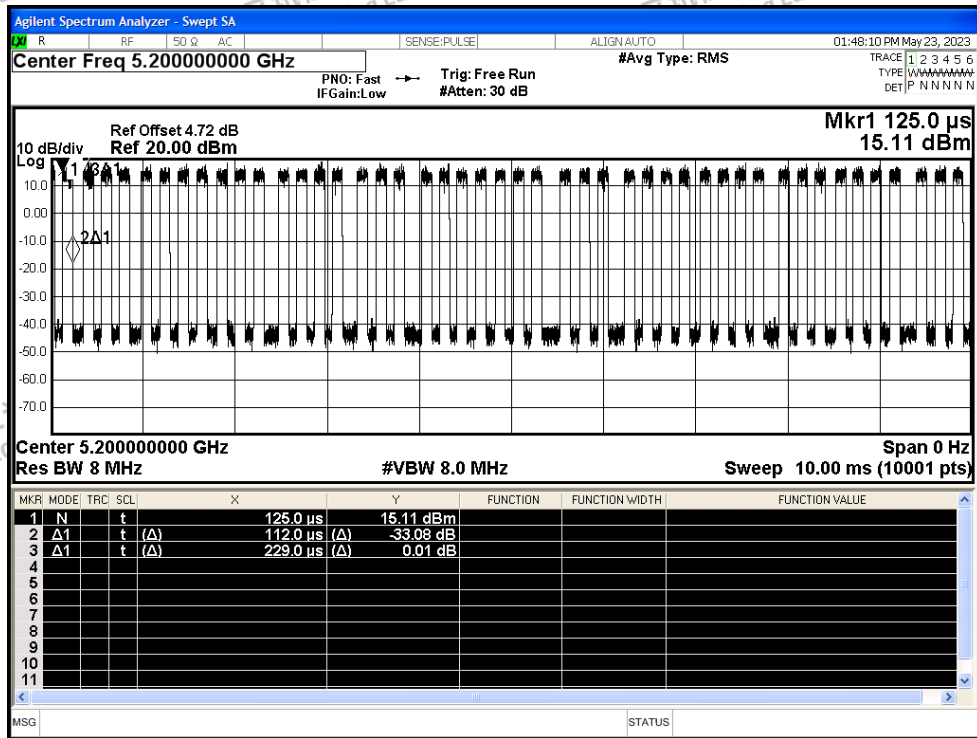 Agilent Spectrum Analyzer - Swept SA
LXI R RF 50 Ω AC SENSE:PULSE ALIGN AUTO 01:48:10 PM May 23, 2023
Center Freq 5.200000000 GHz #Avg Type: RMS TRACE 1 2 3 4 5 6
PNO: Fast Trig: Free Run TYPE WWWWWW
IFGain:Low #Atten: 30 dB DET P N N N N N
Mkr1 125.0 µs
Ref Offset 4.72 dB
10 dB/div Ref 20.00 dBm 15.11 dBm
Log
1 3Δ1
10.0
0.00
-10.0 2Δ1
-20.0
-30.0
-40.0
-50.0
-60.0
-70.0
Center 5.200000000 GHz Span 0 Hz
Res BW 8 MHz #VBW 8.0 MHz Sweep 10.00 ms (10001 pts)
MKR MODE TRC SCL X Y FUNCTION FUNCTION WIDTH FUNCTION VALUE
1 N t 125.0 µs 15.11 dBm
2 Δ1 t (Δ) 112.0 µs (Δ) -33.08 dB
3 Δ1 t (Δ) 229.0 µs (Δ) 0.01 dB
4
5
6
7
8
9
10
11
MSG STATUS